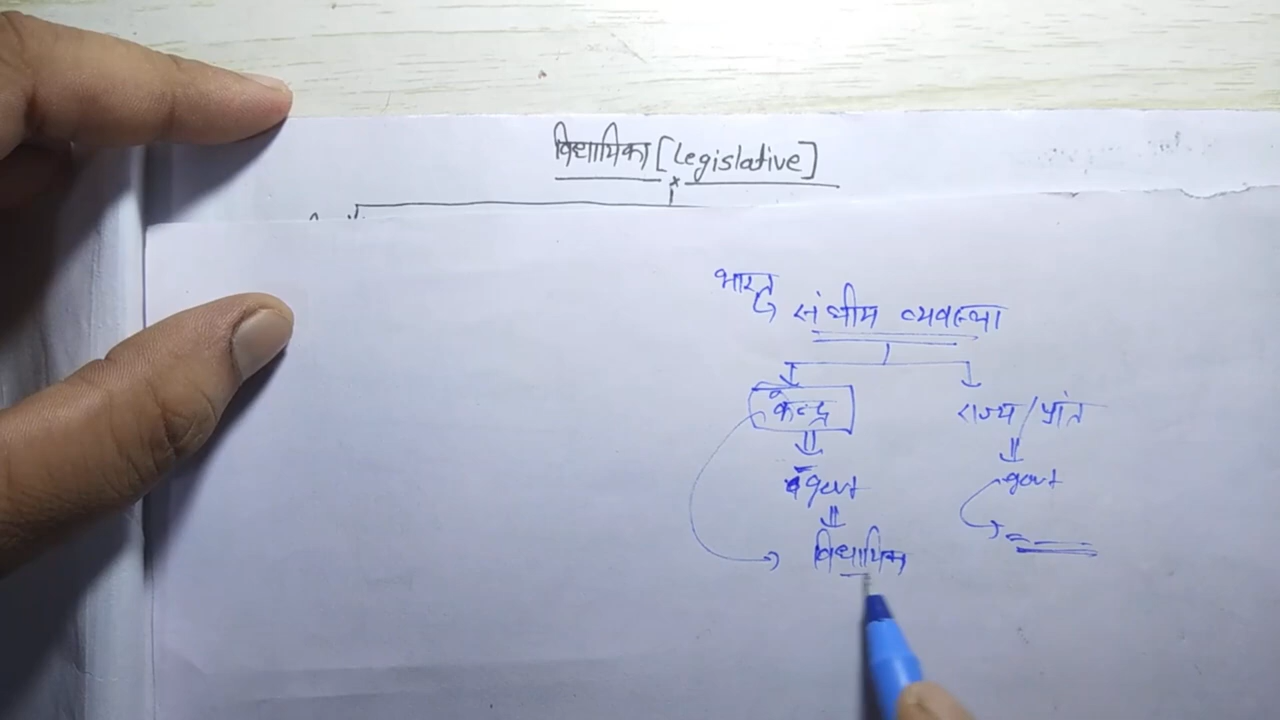 विधायिका [Legislative]
भारत
संघीय व्यवस्था
केन्द्र राज्य/प्रांत
govt govt
विधायिका